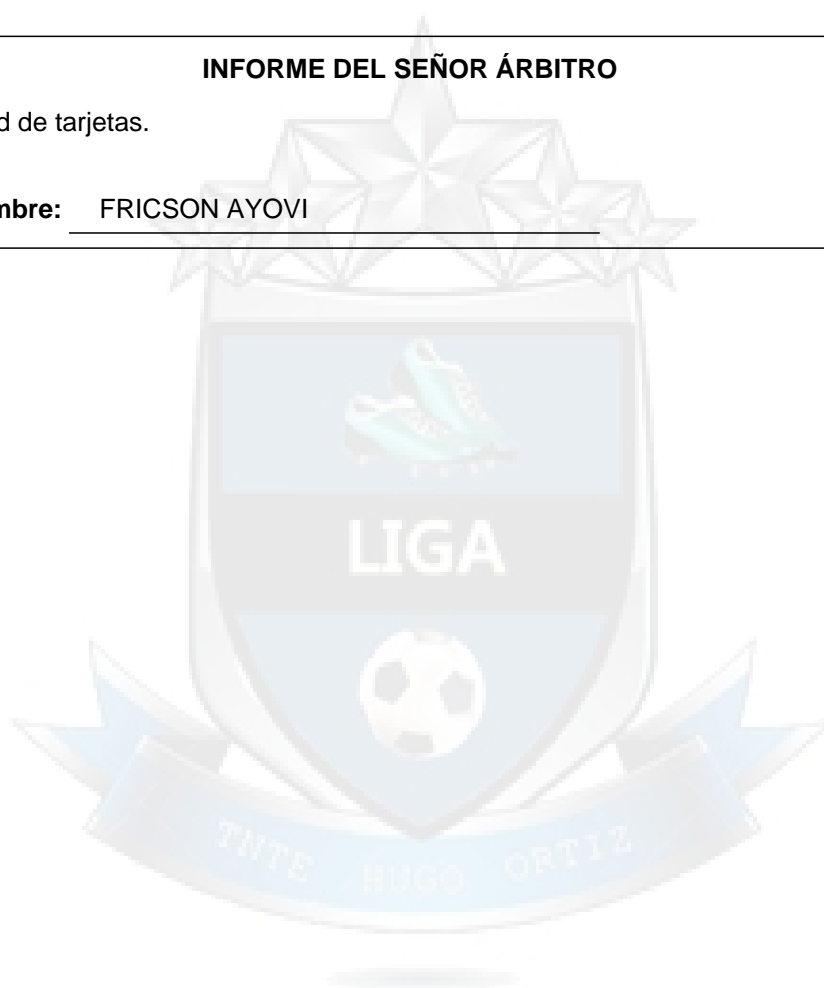 INFORME DEL SEÑOR ÁRBITRO
d de tarjetas.
mbre: FRICSON AYOVI
LIGA
TNTE HUGO ORTIZ